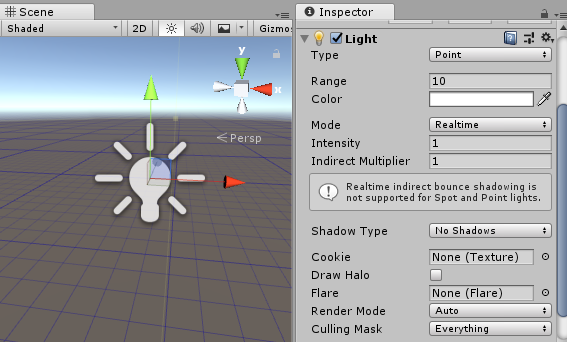 Scene
Shaded
2D
Gizmos
y
x
Persp
Inspector
Light
Type
Point
Range
10
Color
Mode
Realtime
Intensity
1
Indirect Multiplier
1
Realtime indirect bounce shadowing is
not supported for Spot and Point lights.
Shadow Type
No Shadows
Cookie
None (Texture)
Draw Halo
Flare
None (Flare)
Render Mode
Auto
Culling Mask
Everything